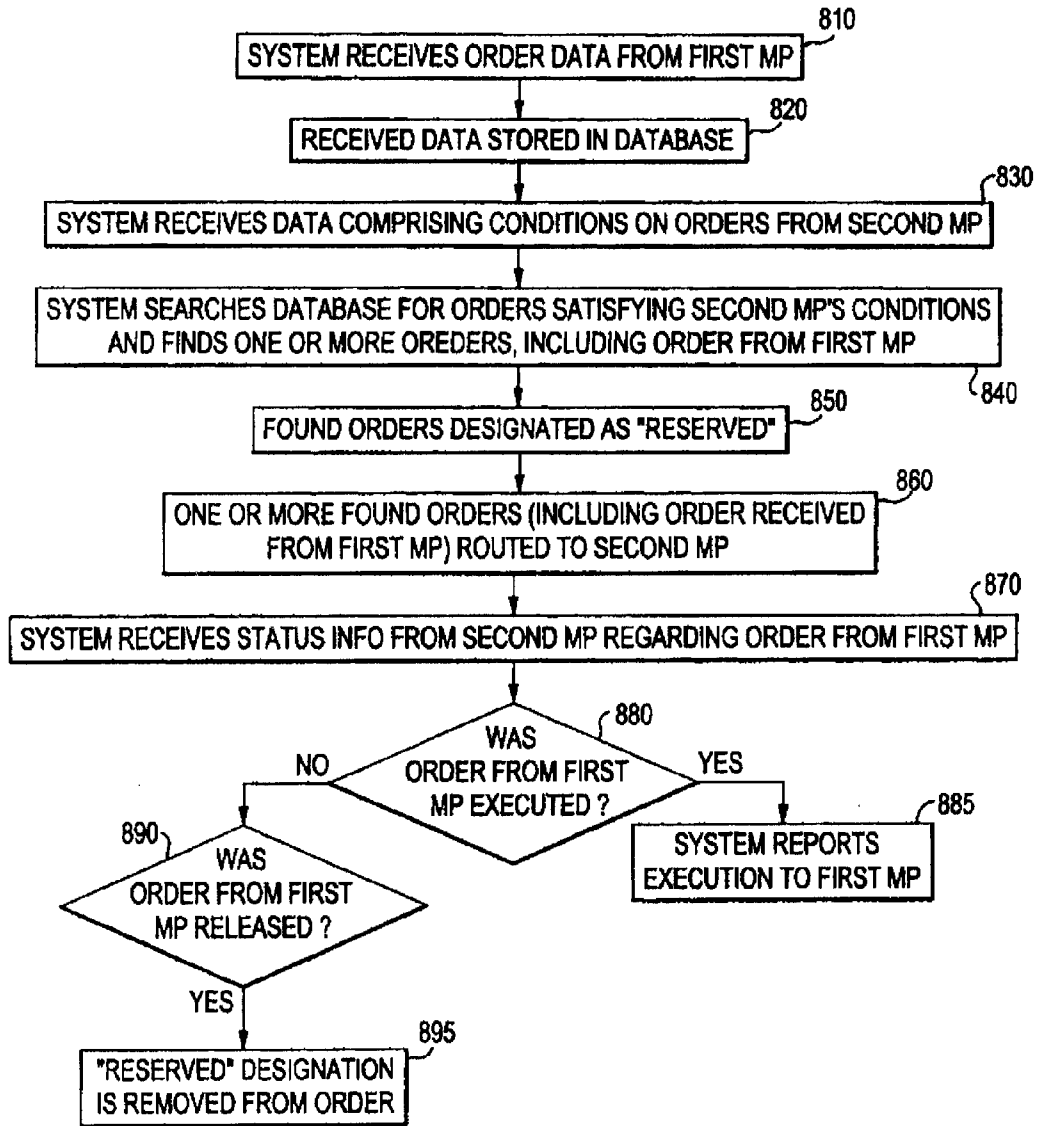 810
SYSTEM RECEIVES ORDER DATA FROM FIRST MP
820
RECEIVED DATA STORED IN DATABASE
830
SYSTEM RECEIVES DATA COMPRISING CONDITIONS ON ORDERS FROM SECOND MP
SYSTEM SEARCHES DATABASE FOR ORDERS SATISFYING SECOND MP'S CONDITIONS
AND FINDS ONE OR MORE OREDERS, INCLUDING ORDER FROM FIRST MP
840
850
FOUND ORDERS DESIGNATED AS "RESERVED"
860
ONE OR MORE FOUND ORDERS (INCLUDING ORDER RECEIVED
FROM FIRST MP) ROUTED TO SECOND MP
870
SYSTEM RECEIVES STATUS INFO FROM SECOND MP REGARDING ORDER FROM FIRST MP
880
WAS
ORDER FROM FIRST
MP EXECUTED ?
NO
YES
885
SYSTEM REPORTS
EXECUTION TO FIRST MP
890
WAS
ORDER FROM FIRST
MP RELEASED ?
YES
895
"RESERVED" DESIGNATION
IS REMOVED FROM ORDER